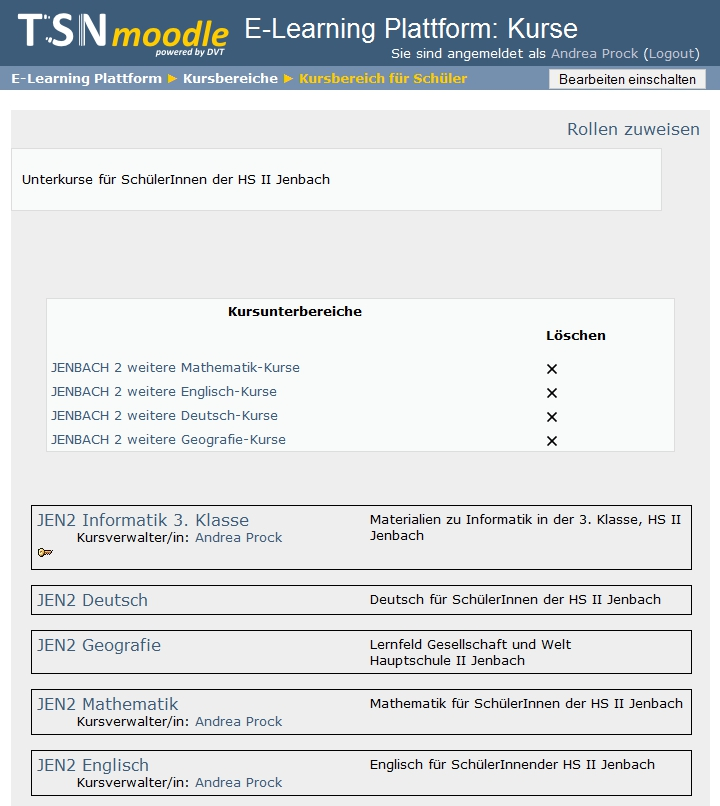 TSN moodle
powered by DVT
E-Learning Plattform: Kurse
Sie sind angemeldet als Andrea Prock (Logout)
E-Learning Plattform ► Kursbereiche ► Kursbereich für Schüler
Bearbeiten einschalten
Rollen zuweisen
Unterkurse für SchülerInnen der HS II Jenbach
Kursunterbereiche
Löschen
JENBACH 2 weitere Mathematik-Kurse
JENBACH 2 weitere Englisch-Kurse
JENBACH 2 weitere Deutsch-Kurse
JENBACH 2 weitere Geografie-Kurse
JEN2 Informatik 3. Klasse
Kursverwalter/in: Andrea Prock
Materialien zu Informatik in der 3. Klasse, HS II
Jenbach
JEN2 Deutsch
Deutsch für SchülerInnen der HS II Jenbach
JEN2 Geografie
Lernfeld Gesellschaft und Welt
Hauptschule II Jenbach
JEN2 Mathematik
Kursverwalter/in: Andrea Prock
Mathematik für SchülerInnen der HS II Jenbach
JEN2 Englisch
Kursverwalter/in: Andrea Prock
Englisch für SchülerInnender HS II Jenbach